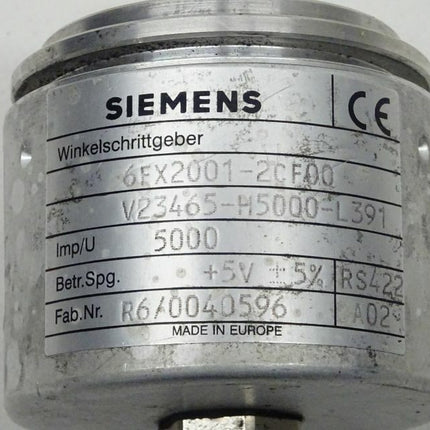 SIEMENS CE
Winkelschrittgeber
6FX2001-2CF00
V23465-M5000-L391
Imp/U 5000
Betr.Spg. +5V ±5% RS422
Fab.Nr. R6/0040596 A02
MADE IN EUROPE